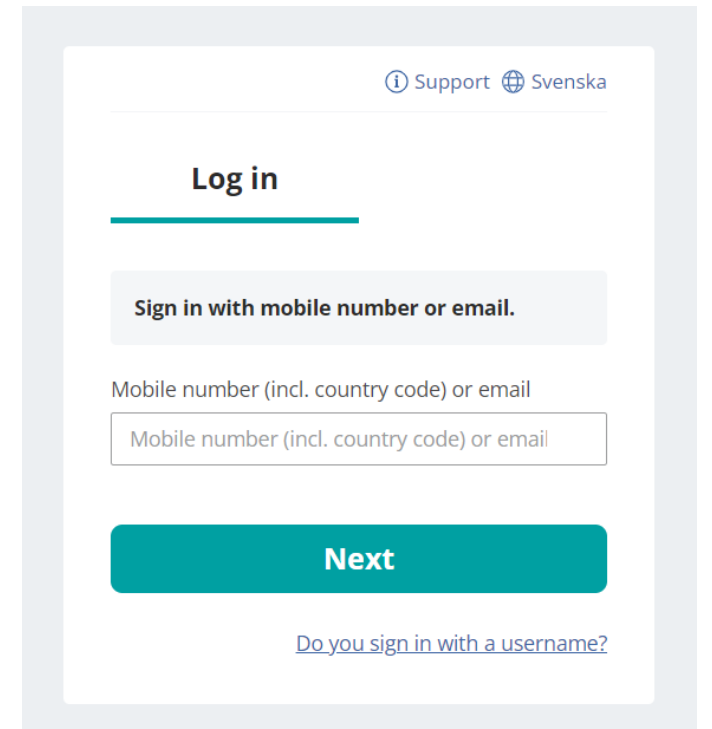 Support Svenska
Log in
Sign in with mobile number or email.
Mobile number (incl. country code) or email
Mobile number (incl. country code) or email
Next
Do you sign in with a username?